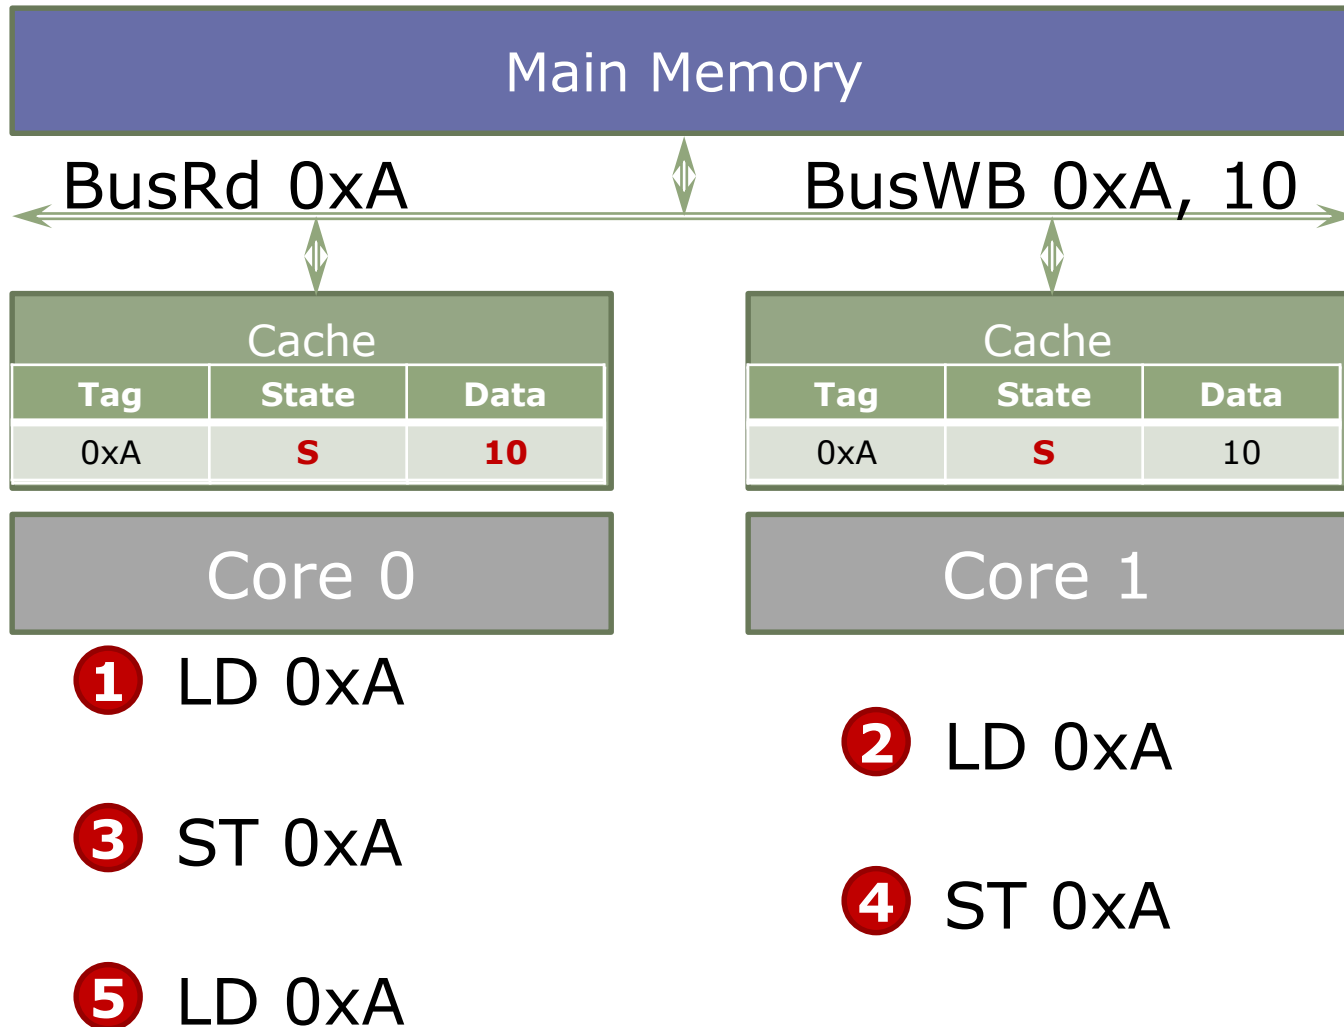 Main Memory
BusRd 0xA
BusWB 0xA, 10
Cache
Tag State Data
0xA S 10
Cache
Tag State Data
0xA S 10
Core 0
Core 1
1 LD 0xA
2 LD 0xA
3 ST 0xA
4 ST 0xA
5 LD 0xA